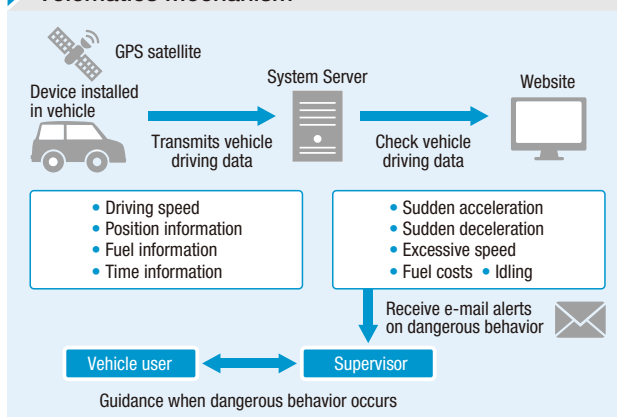 Telematics Mechanism
GPS satellite
Device installed
in vehicle
System Server
Website
Transmits vehicle
driving data
Check vehicle
driving data
• Driving speed
• Position information
• Fuel information
• Time information
• Sudden acceleration
• Sudden deceleration
• Excessive speed
• Fuel costs • Idling
Receive e-mail alerts
on dangerous behavior
Vehicle user
Supervisor
Guidance when dangerous behavior occurs